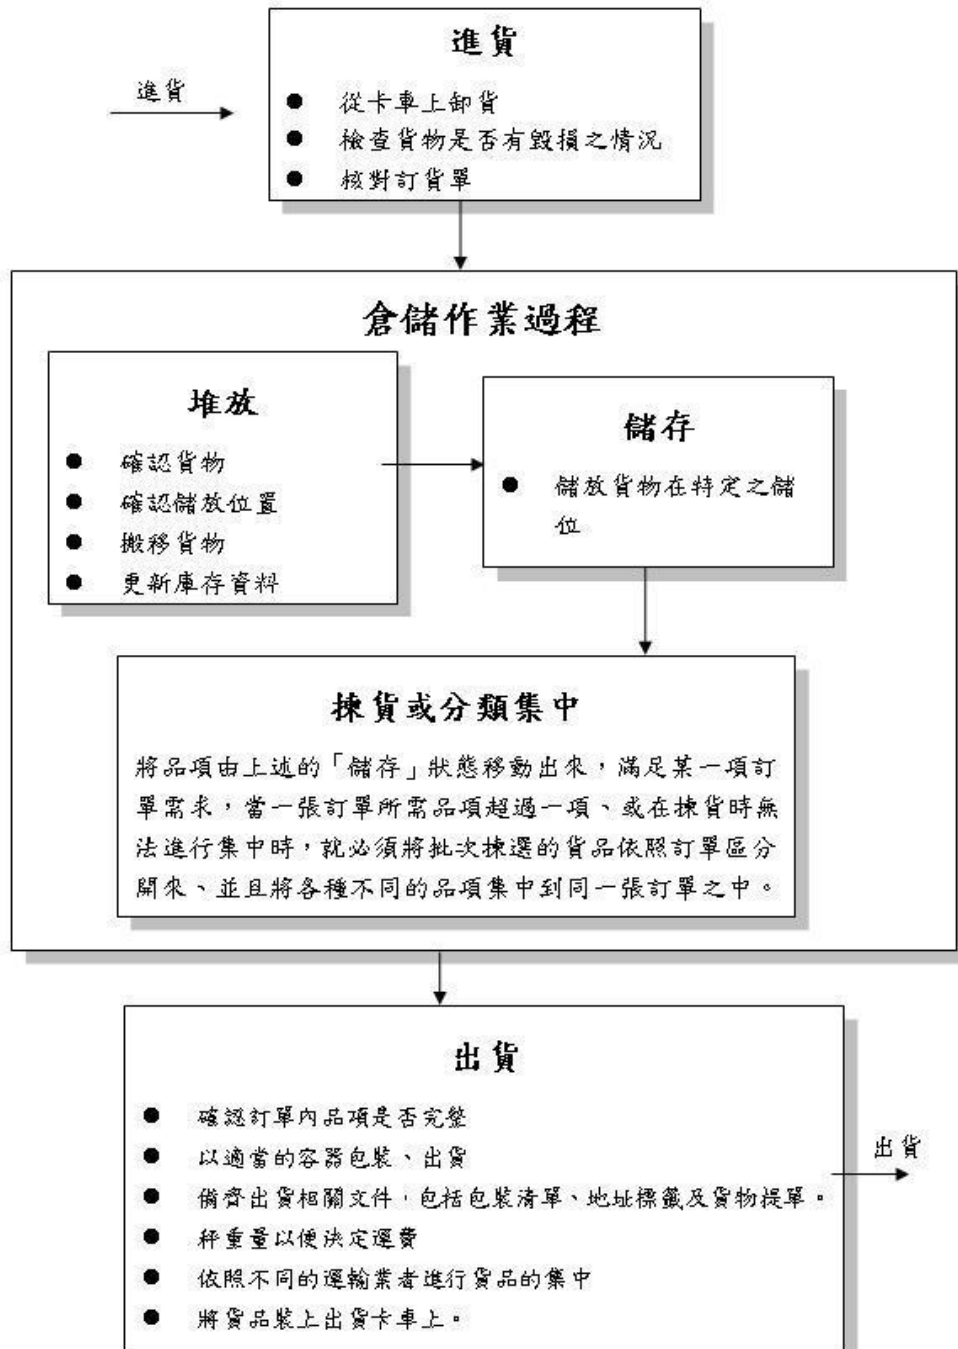 進貨
進貨
從卡車上卸貨
檢查貨物是否有毀損之情況
核對訂貨單
倉儲作業過程
堆放
確認貨物
確認儲放位置
搬移貨物
更新庫存資料
儲存
儲放貨物在特定之儲
位
揀貨或分類集中
將品項由上述的「儲存」狀態移動出來，滿足某一項訂
單需求，當一張訂單所需品項超過一項、或在揀貨時無
法進行集中時，就必須將批次揀選的貨品依照訂單區分
開來、並且將各種不同的品項集中到同一張訂單之中。
出貨
確認訂單內品項是否完整
以適當的容器包裝、出貨
備齊出貨相關文件，包括包裝清單、地址標籤及貨物提單。
秤重量以便決定運費
依照不同的運輸業者進行貨品的集中
將貨品裝上出貨卡車上。
出貨